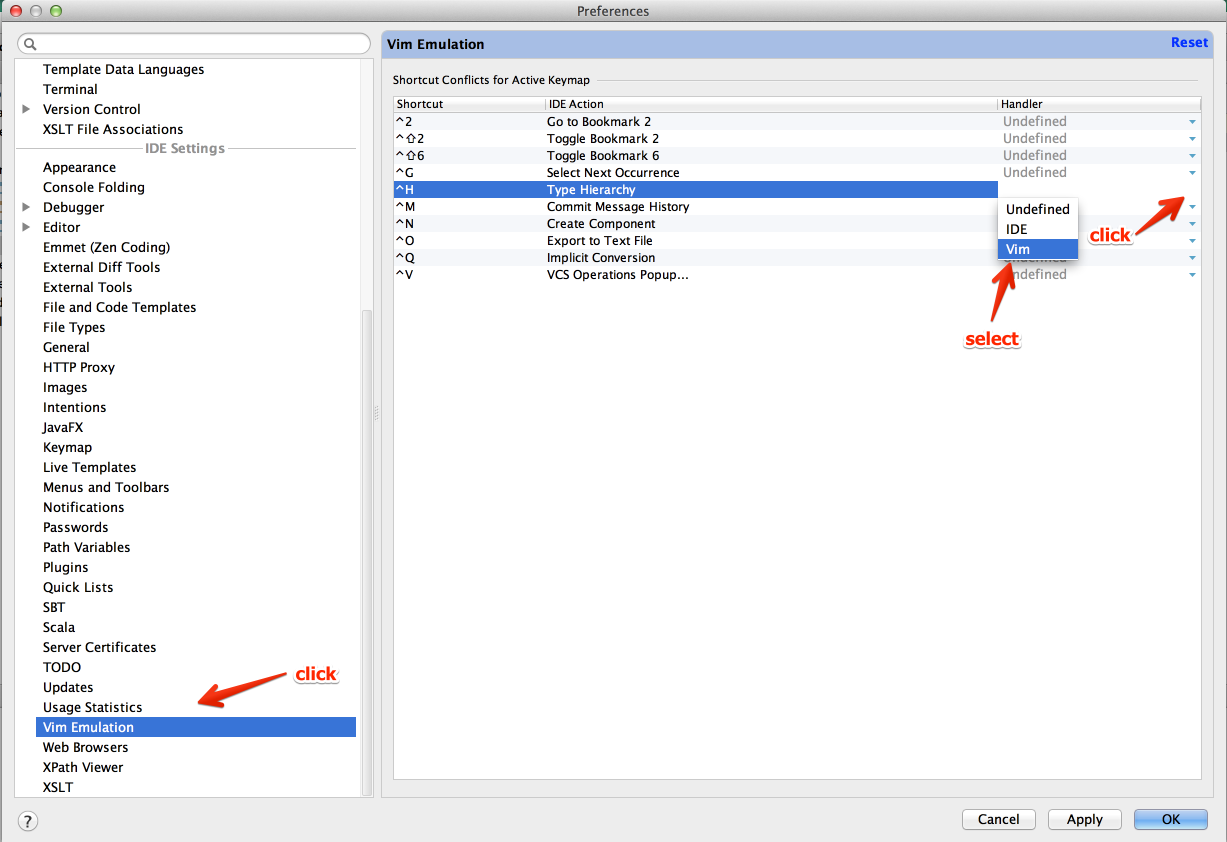 Preferences
Template Data Languages
Terminal
Version Control
XSLT File Associations
IDE Settings
Appearance
Console Folding
Debugger
Editor
Emmet (Zen Coding)
External Diff Tools
External Tools
File and Code Templates
File Types
General
HTTP Proxy
Images
Intentions
JavaFX
Keymap
Live Templates
Menus and Toolbars
Notifications
Passwords
Path Variables
Plugins
Quick Lists
SBT
Scala
Server Certificates
TODO
Updates
click
Usage Statistics
Vim Emulation
Web Browsers
XPath Viewer
XSLT
?
Vim Emulation Reset
Shortcut Conflicts for Active Keymap
Shortcut IDE Action Handler
^2 Go to Bookmark 2 Undefined
^⇧2 Toggle Bookmark 2 Undefined
^⇧6 Toggle Bookmark 6 Undefined
^G Select Next Occurrence Undefined
^H Type Hierarchy
^M Commit Message History
^N Create Component
^O Export to Text File
^Q Implicit Conversion
^V VCS Operations Popup...
Undefined
IDE
Vim
click
select
Cancel Apply OK